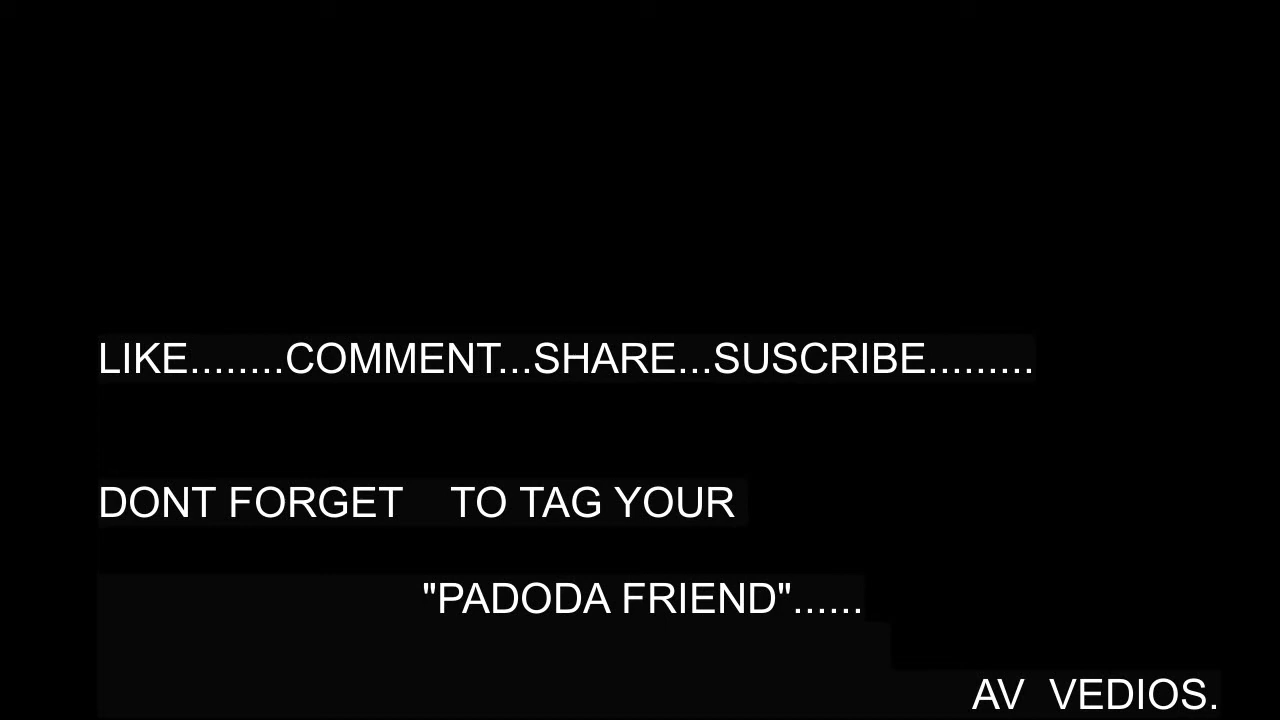 LIKE........COMMENT...SHARE...SUSCRIBE.........
DONT FORGET    TO TAG YOUR
"PADODA FRIEND"......
AV  VEDIOS.